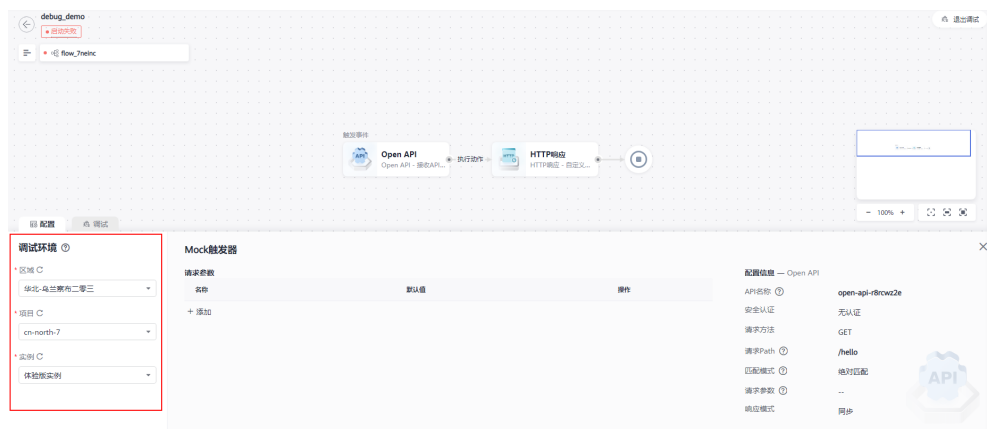 debug_demo
启动失败
退出调试
flow_7neinc
触发事件
Open API
Open API - 接收API...
执行动作
HTTP响应
HTTP响应 - 自定义...
- 100% +
配置
调试
调试环境
* 区域
华北-乌兰察布二零三
* 项目
cn-north-7
* 实例
体验版实例
Mock触发器
请求参数
名称 默认值 操作
+ 添加
配置信息 — Open API
API名称 open-api-r8rcwz2e
安全认证 无认证
请求方法 GET
请求Path /hello
匹配模式 绝对匹配
请求参数 --
响应模式 同步
API